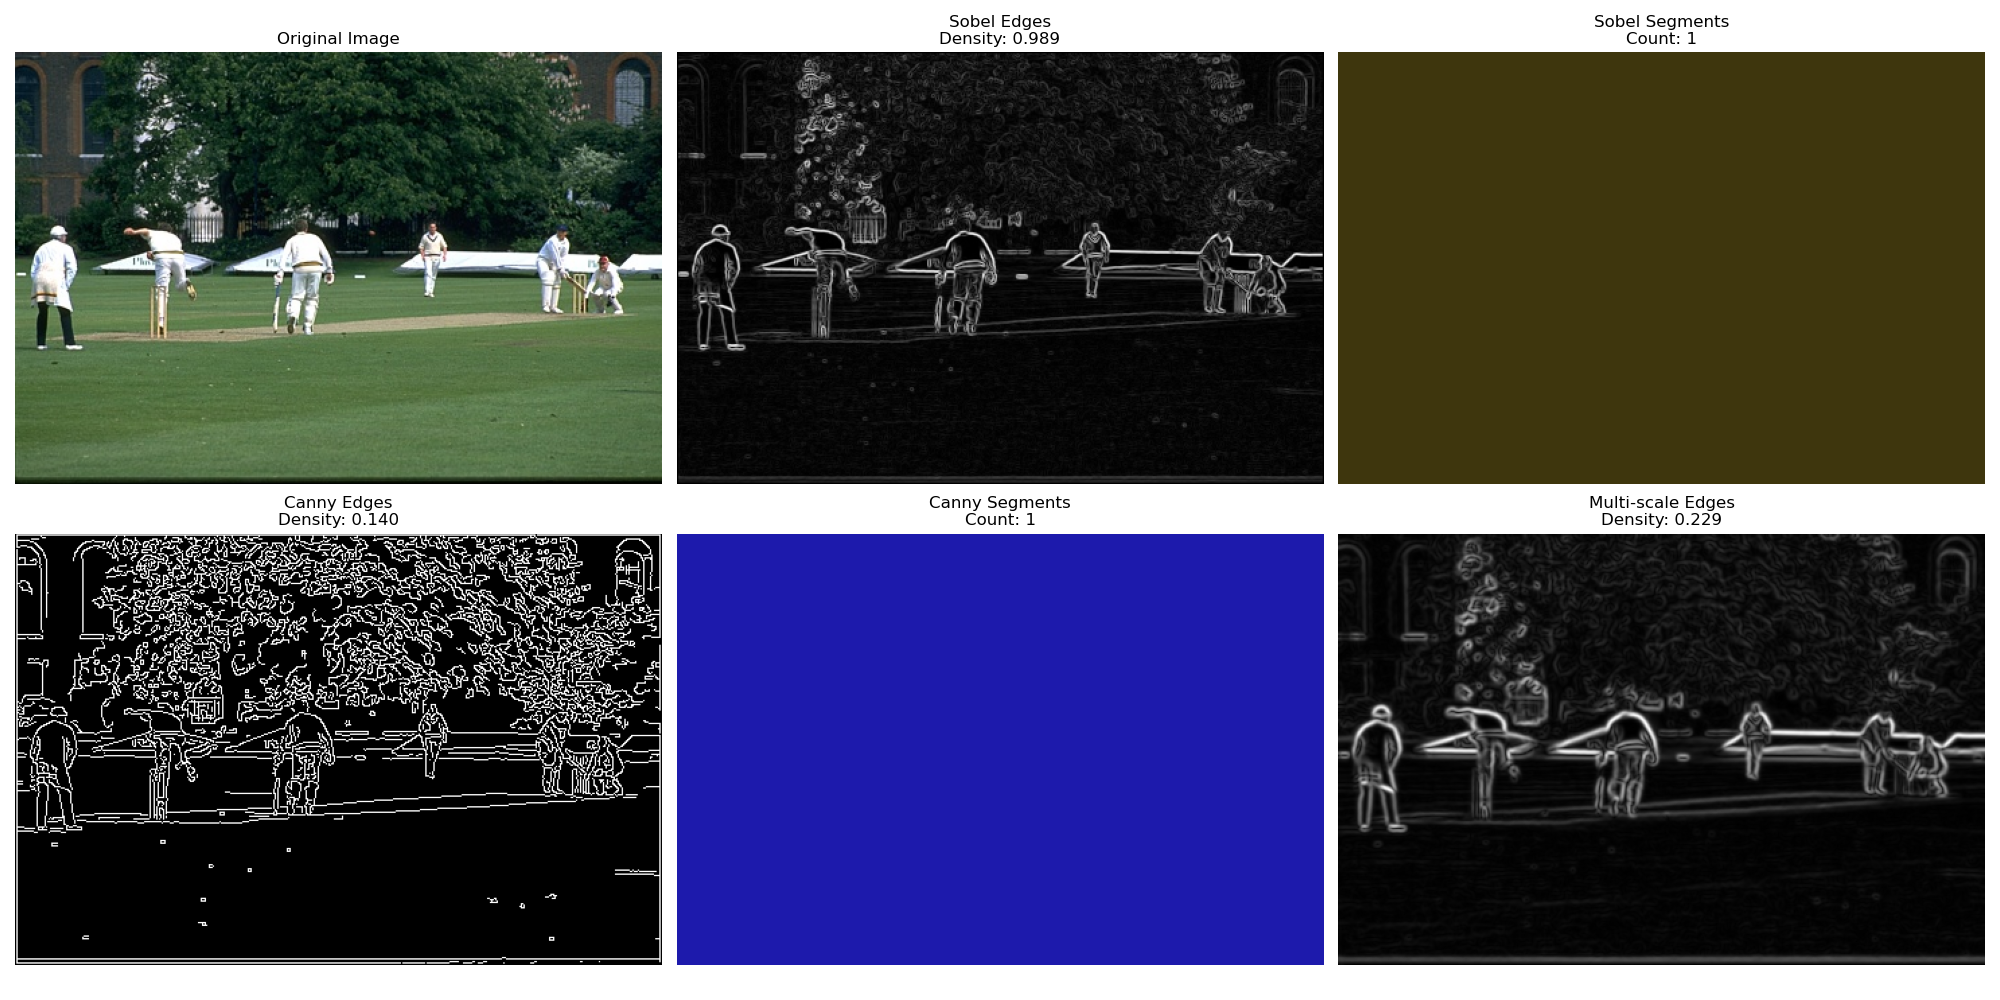 Original Image
Sobel Edges
Density: 0.989
Sobel Segments
Count: 1
Canny Edges
Density: 0.140
Canny Segments
Count: 1
Multi-scale Edges
Density: 0.229